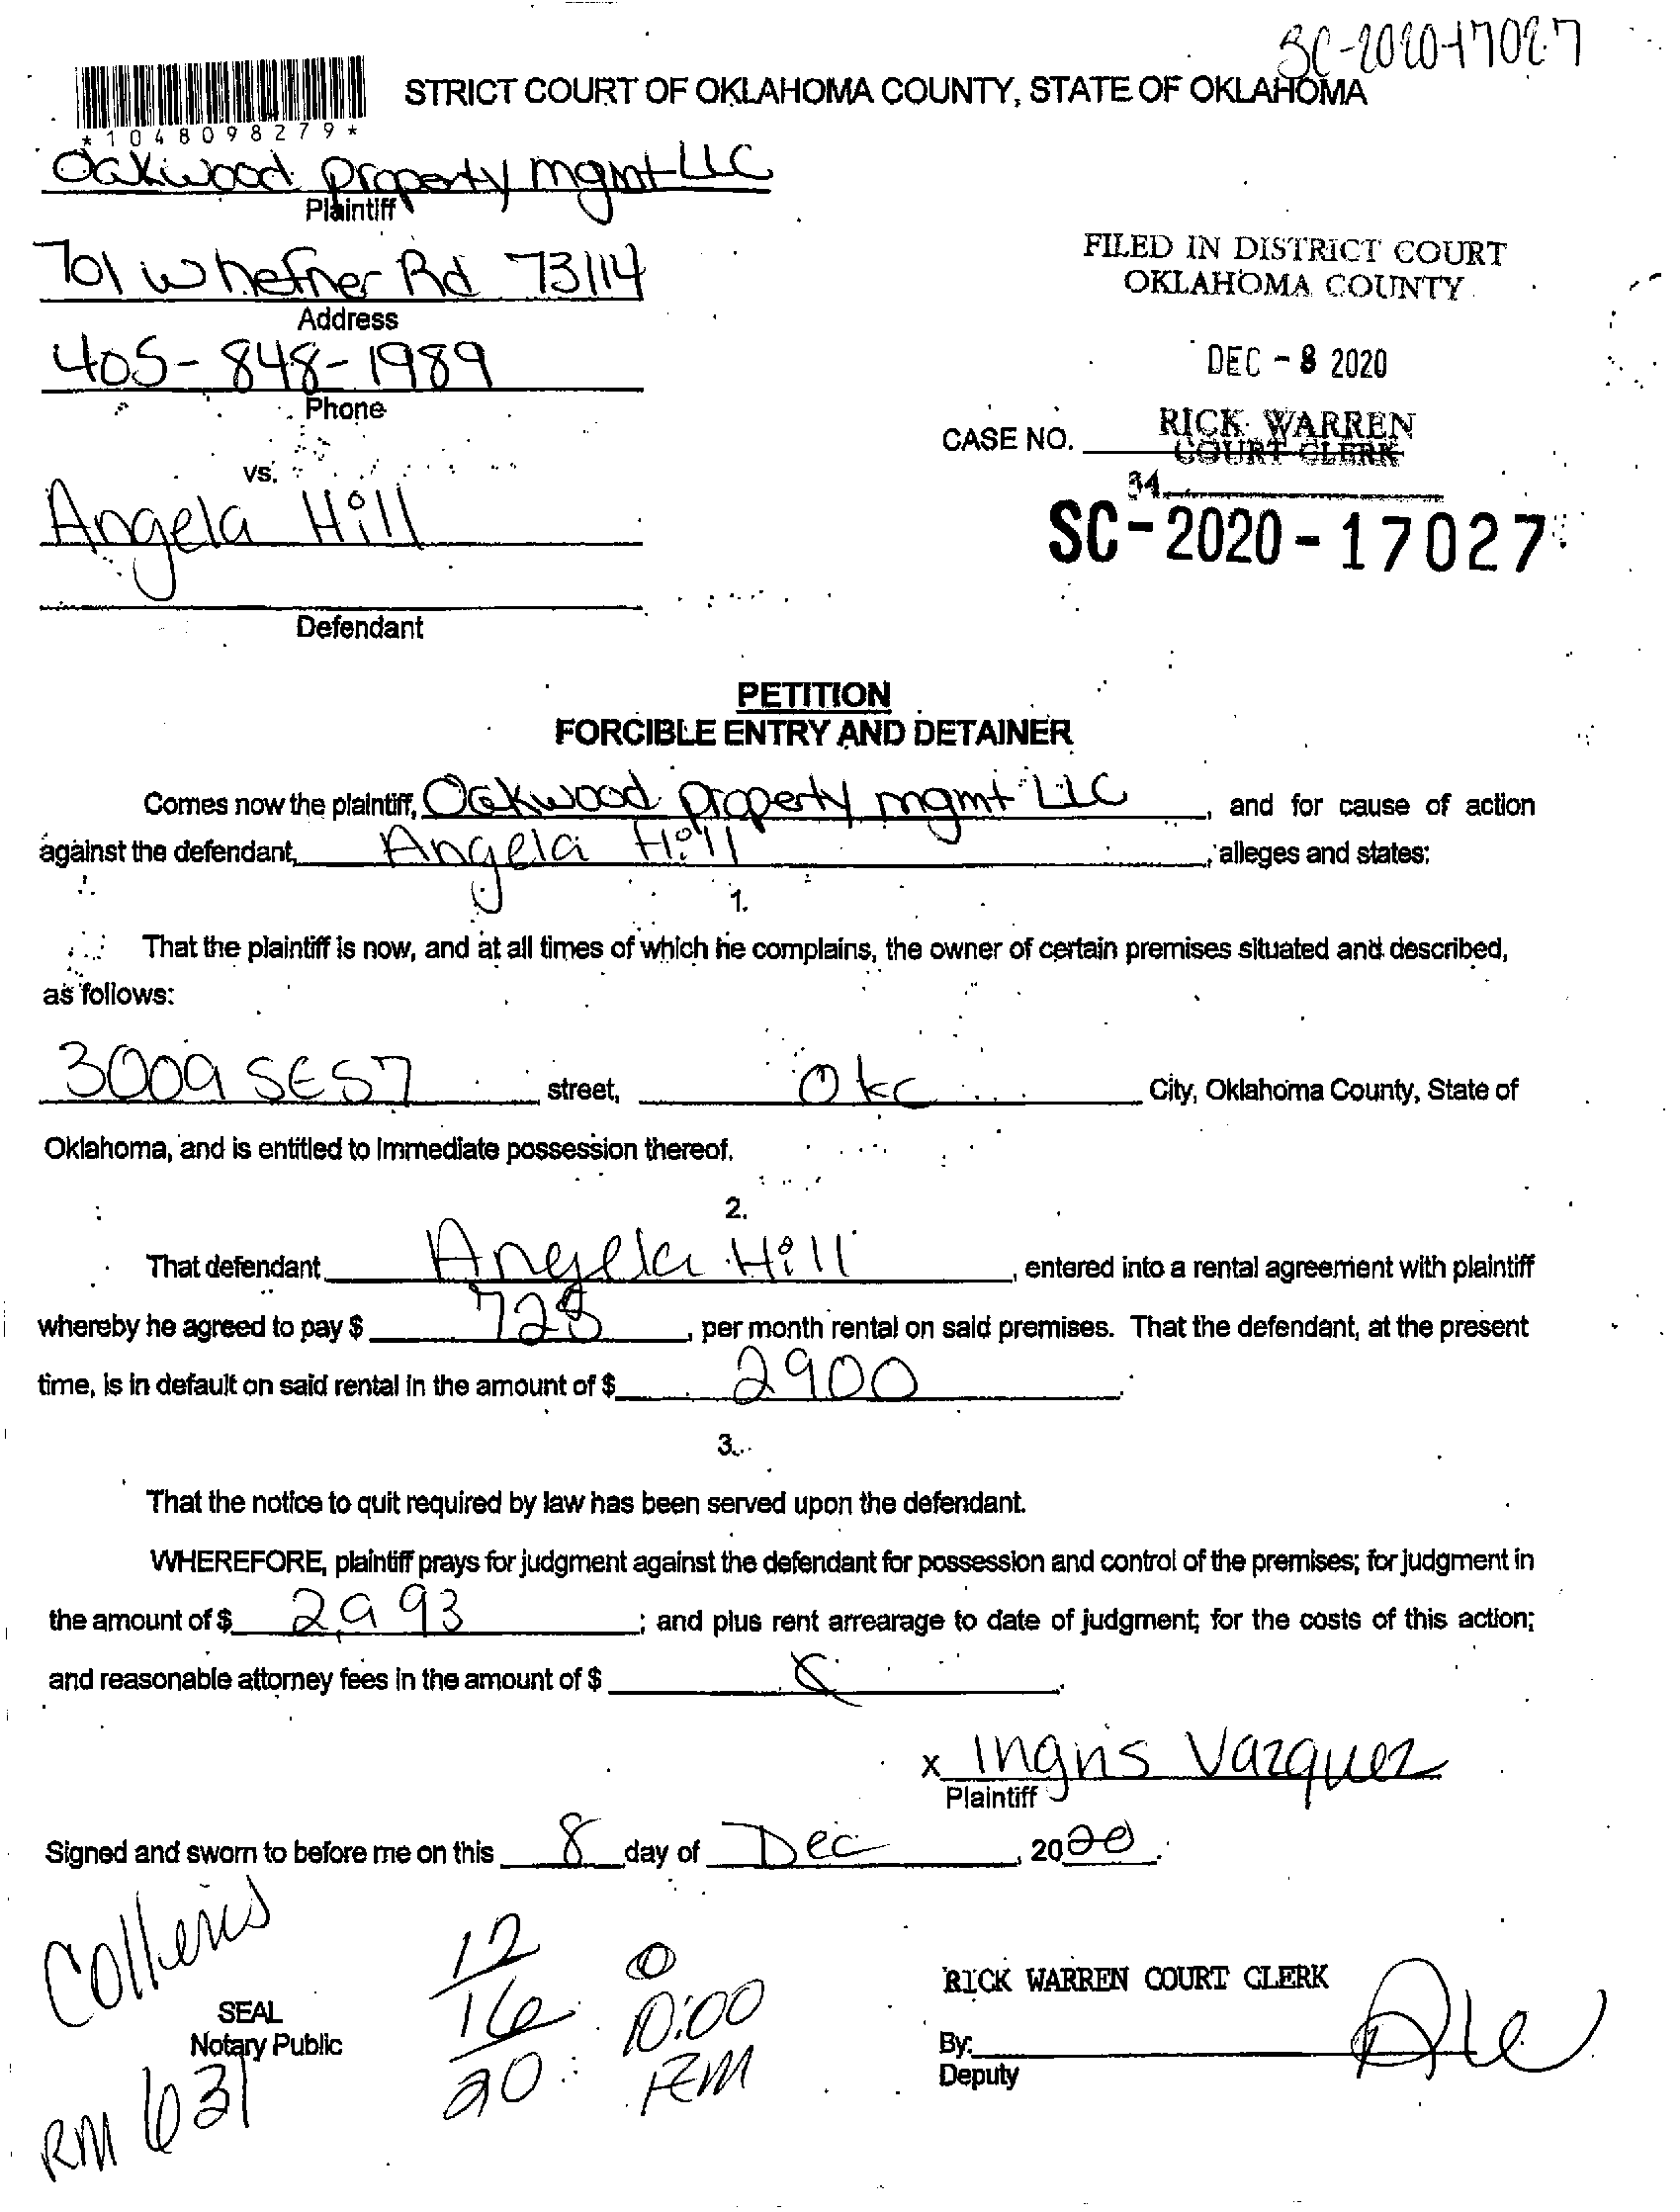 SC-2020-17027
STRICT COURT OF OKLAHOMA COUNTY, STATE OF OKLAHOMA
*1048098279*
Oakwood Property mgmt LLC
Plaintiff
701 W hefner Rd 73114
Address
405-848-1989
Phone
vs.
Angela Hill
Defendant
FILED IN DISTRICT COURT
OKLAHOMA COUNTY
DEC - 8 2020
RICK WARREN
COURT CLERK
CASE NO.
34
SC-2020-17027
PETITION
FORCIBLE ENTRY AND DETAINER
Comes now the plaintiff, Oakwood property mgmt LLC, and for cause of action
against the defendant, Angela Hill, alleges and states:
1.
That the plaintiff is now, and at all times of which he complains, the owner of certain premises situated and described,
as follows:
3009 SE 57 street, Okc City, Oklahoma County, State of
Oklahoma, and is entitled to immediate possession thereof.
2.
That defendant Angela Hill, entered into a rental agreement with plaintiff
whereby he agreed to pay $ 725, per month rental on said premises. That the defendant, at the present
time, is in default on said rental in the amount of $ 2900.
3.
That the notice to quit required by law has been served upon the defendant.
WHEREFORE, plaintiff prays for judgment against the defendant for possession and control of the premises; for judgment in
the amount of $ 2,993; and plus rent arrearage to date of judgment; for the costs of this action;
and reasonable attorney fees in the amount of $
x Ingris Vazquez
Plaintiff
Signed and sworn to before me on this 8 day of Dec, 2020.
SEAL
Notary Public
RM 631
12/16/20
10:00
RICK WARREN COURT CLERK
By:
Deputy